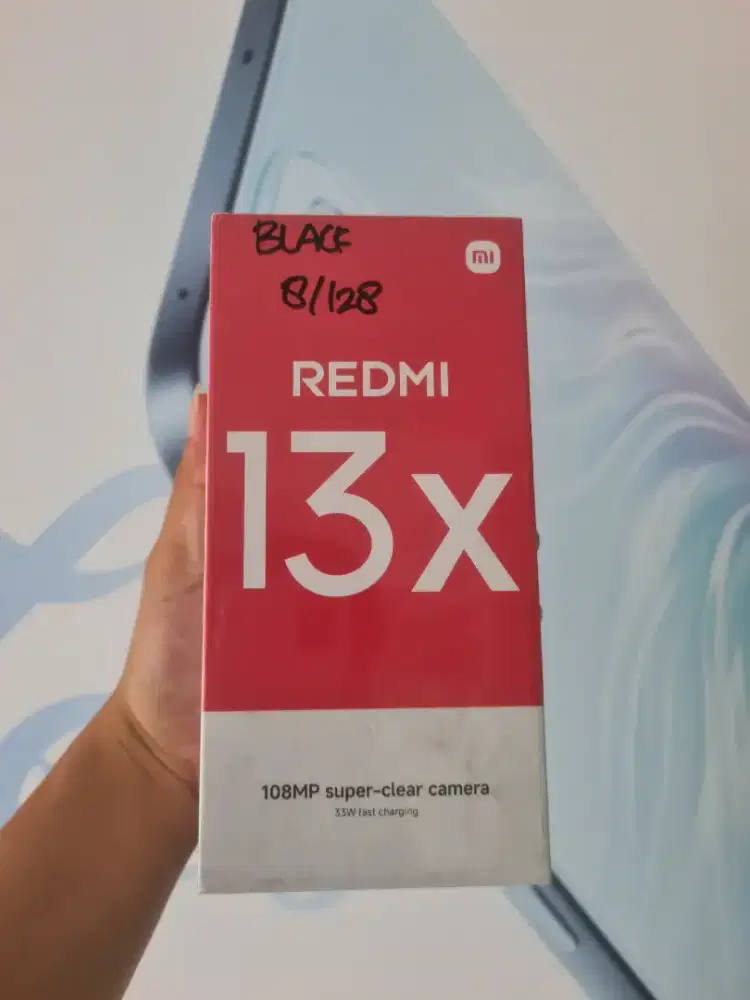 BLACK
8/128
mi
REDMI
13x
108MP super-clear camera
33W fast charging